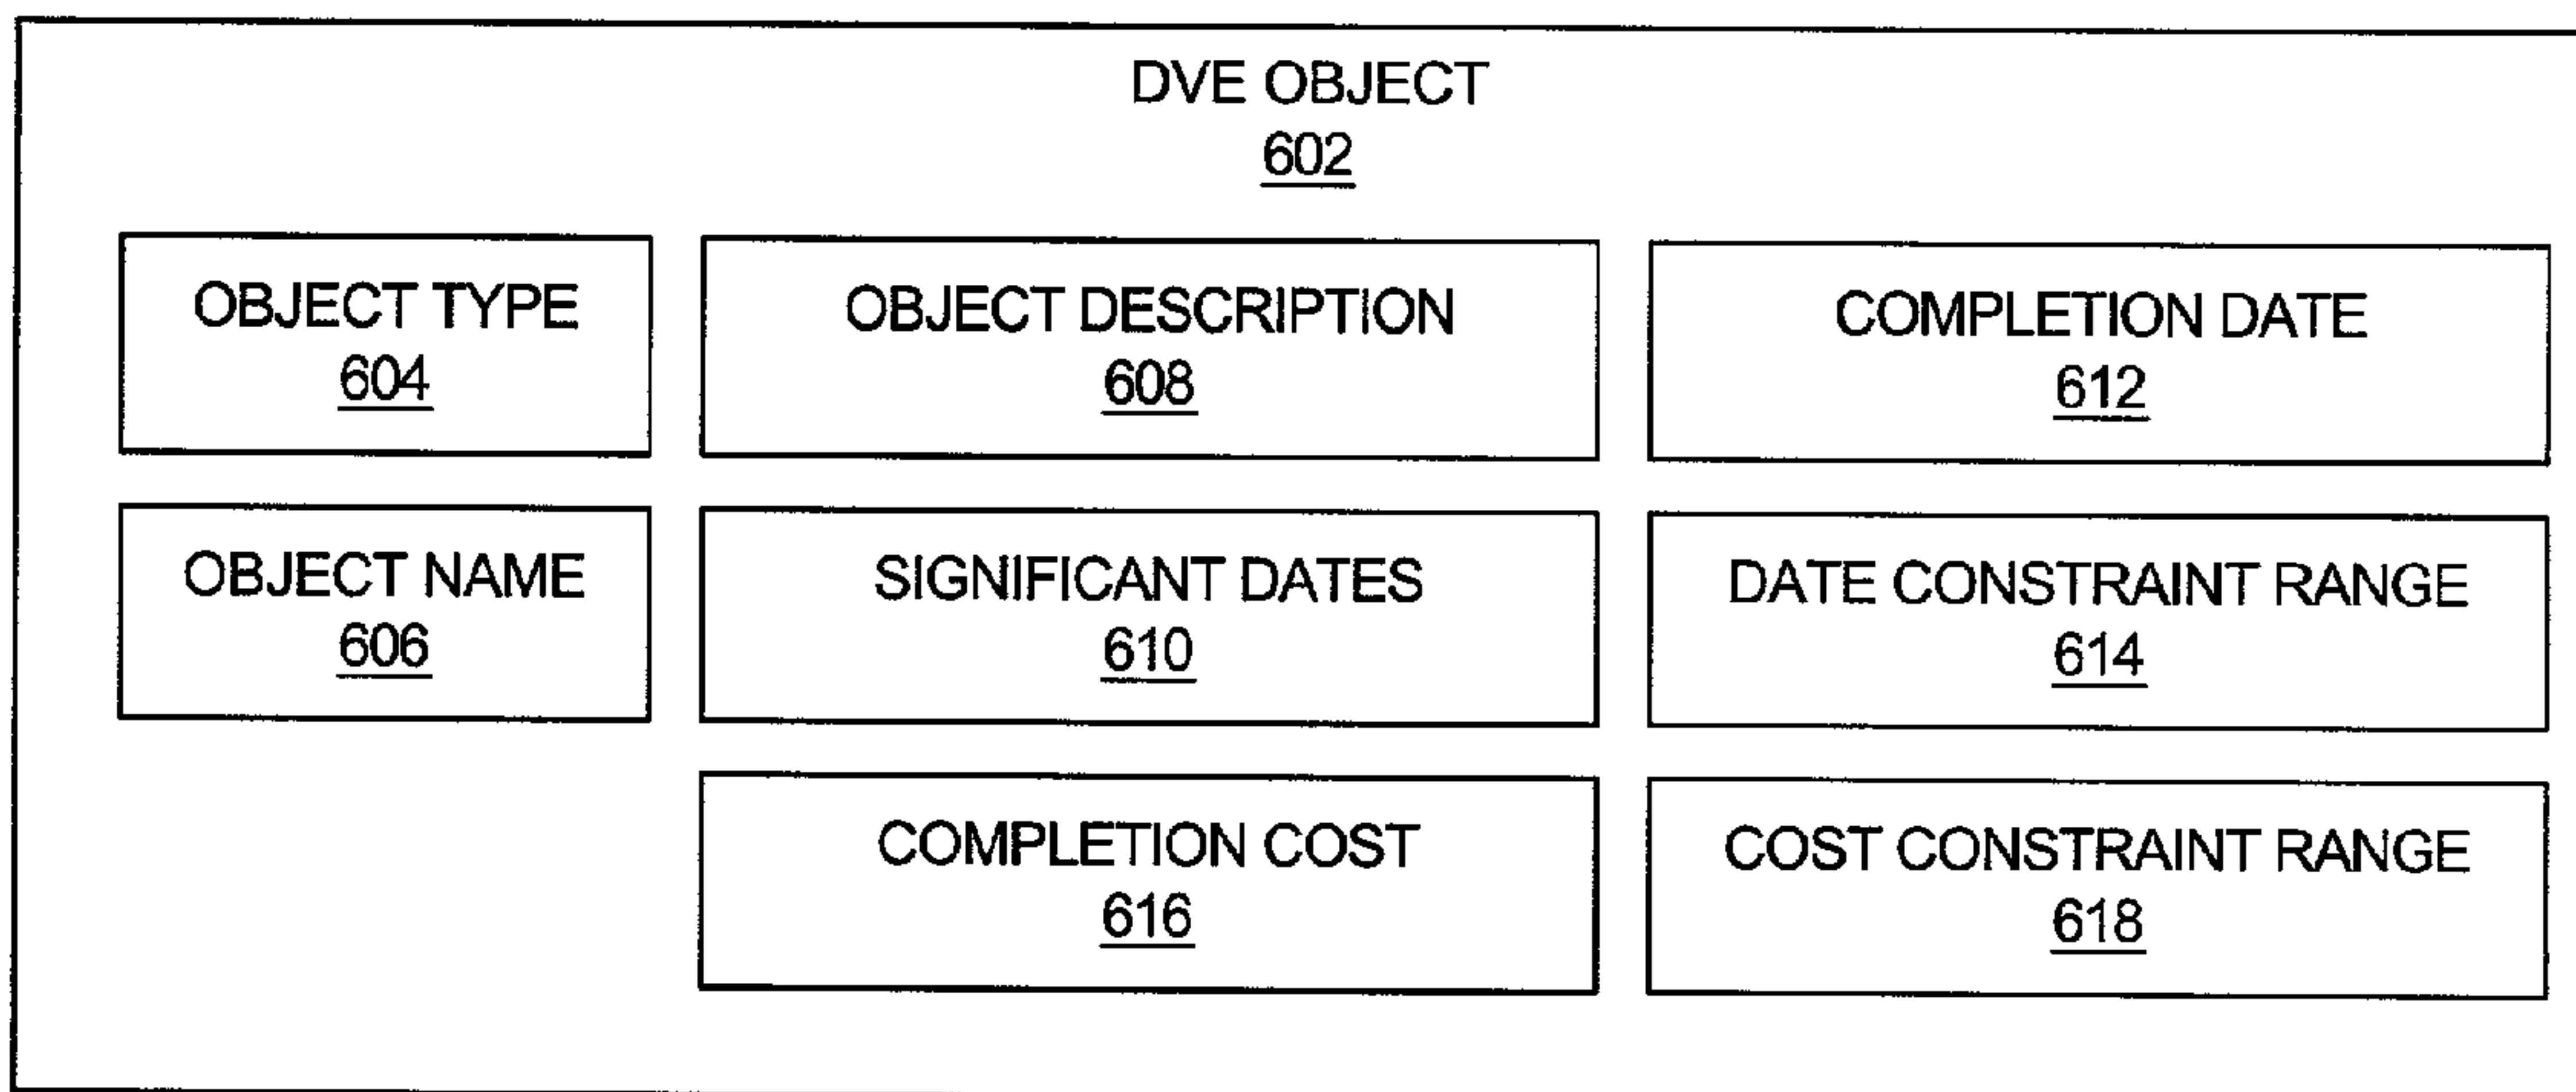 DVE OBJECT
602
OBJECT TYPE
604
OBJECT DESCRIPTION
608
COMPLETION DATE
612
OBJECT NAME
606
SIGNIFICANT DATES
610
DATE CONSTRAINT RANGE
614
COMPLETION COST
616
COST CONSTRAINT RANGE
618